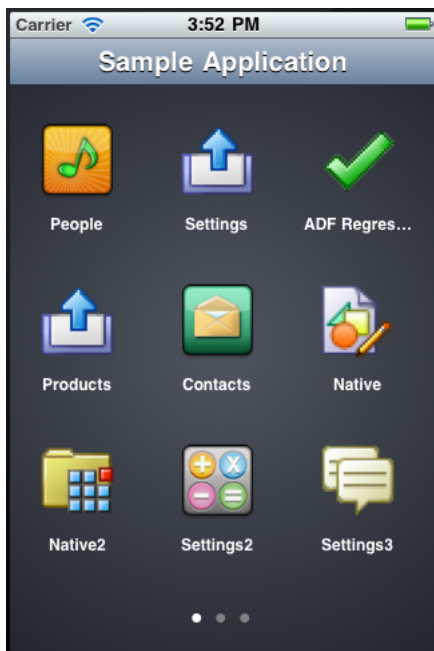 Carrier 3:52 PM
Sample Application
People Settings ADF Regres...
Products Contacts Native
Native2 Settings2 Settings3